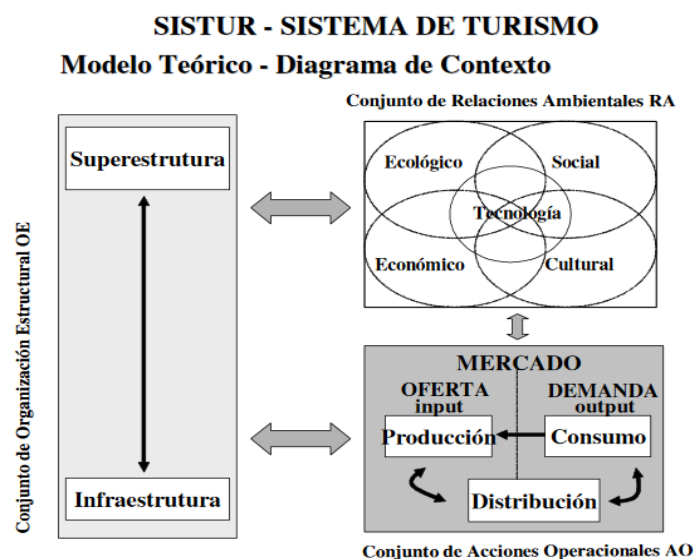 SISTUR - SISTEMA DE TURISMO
Modelo Teórico - Diagrama de Contexto
Conjunto de Organización Estructural OE
Superestrutura
Infraestrutura
Conjunto de Relaciones Ambientales RA
Ecológico
Social
Tecnología
Económico
Cultural
MERCADO
OFERTA
input
DEMANDA
output
Producción
Consumo
Distribución
Conjunto de Acciones Operacionales AO